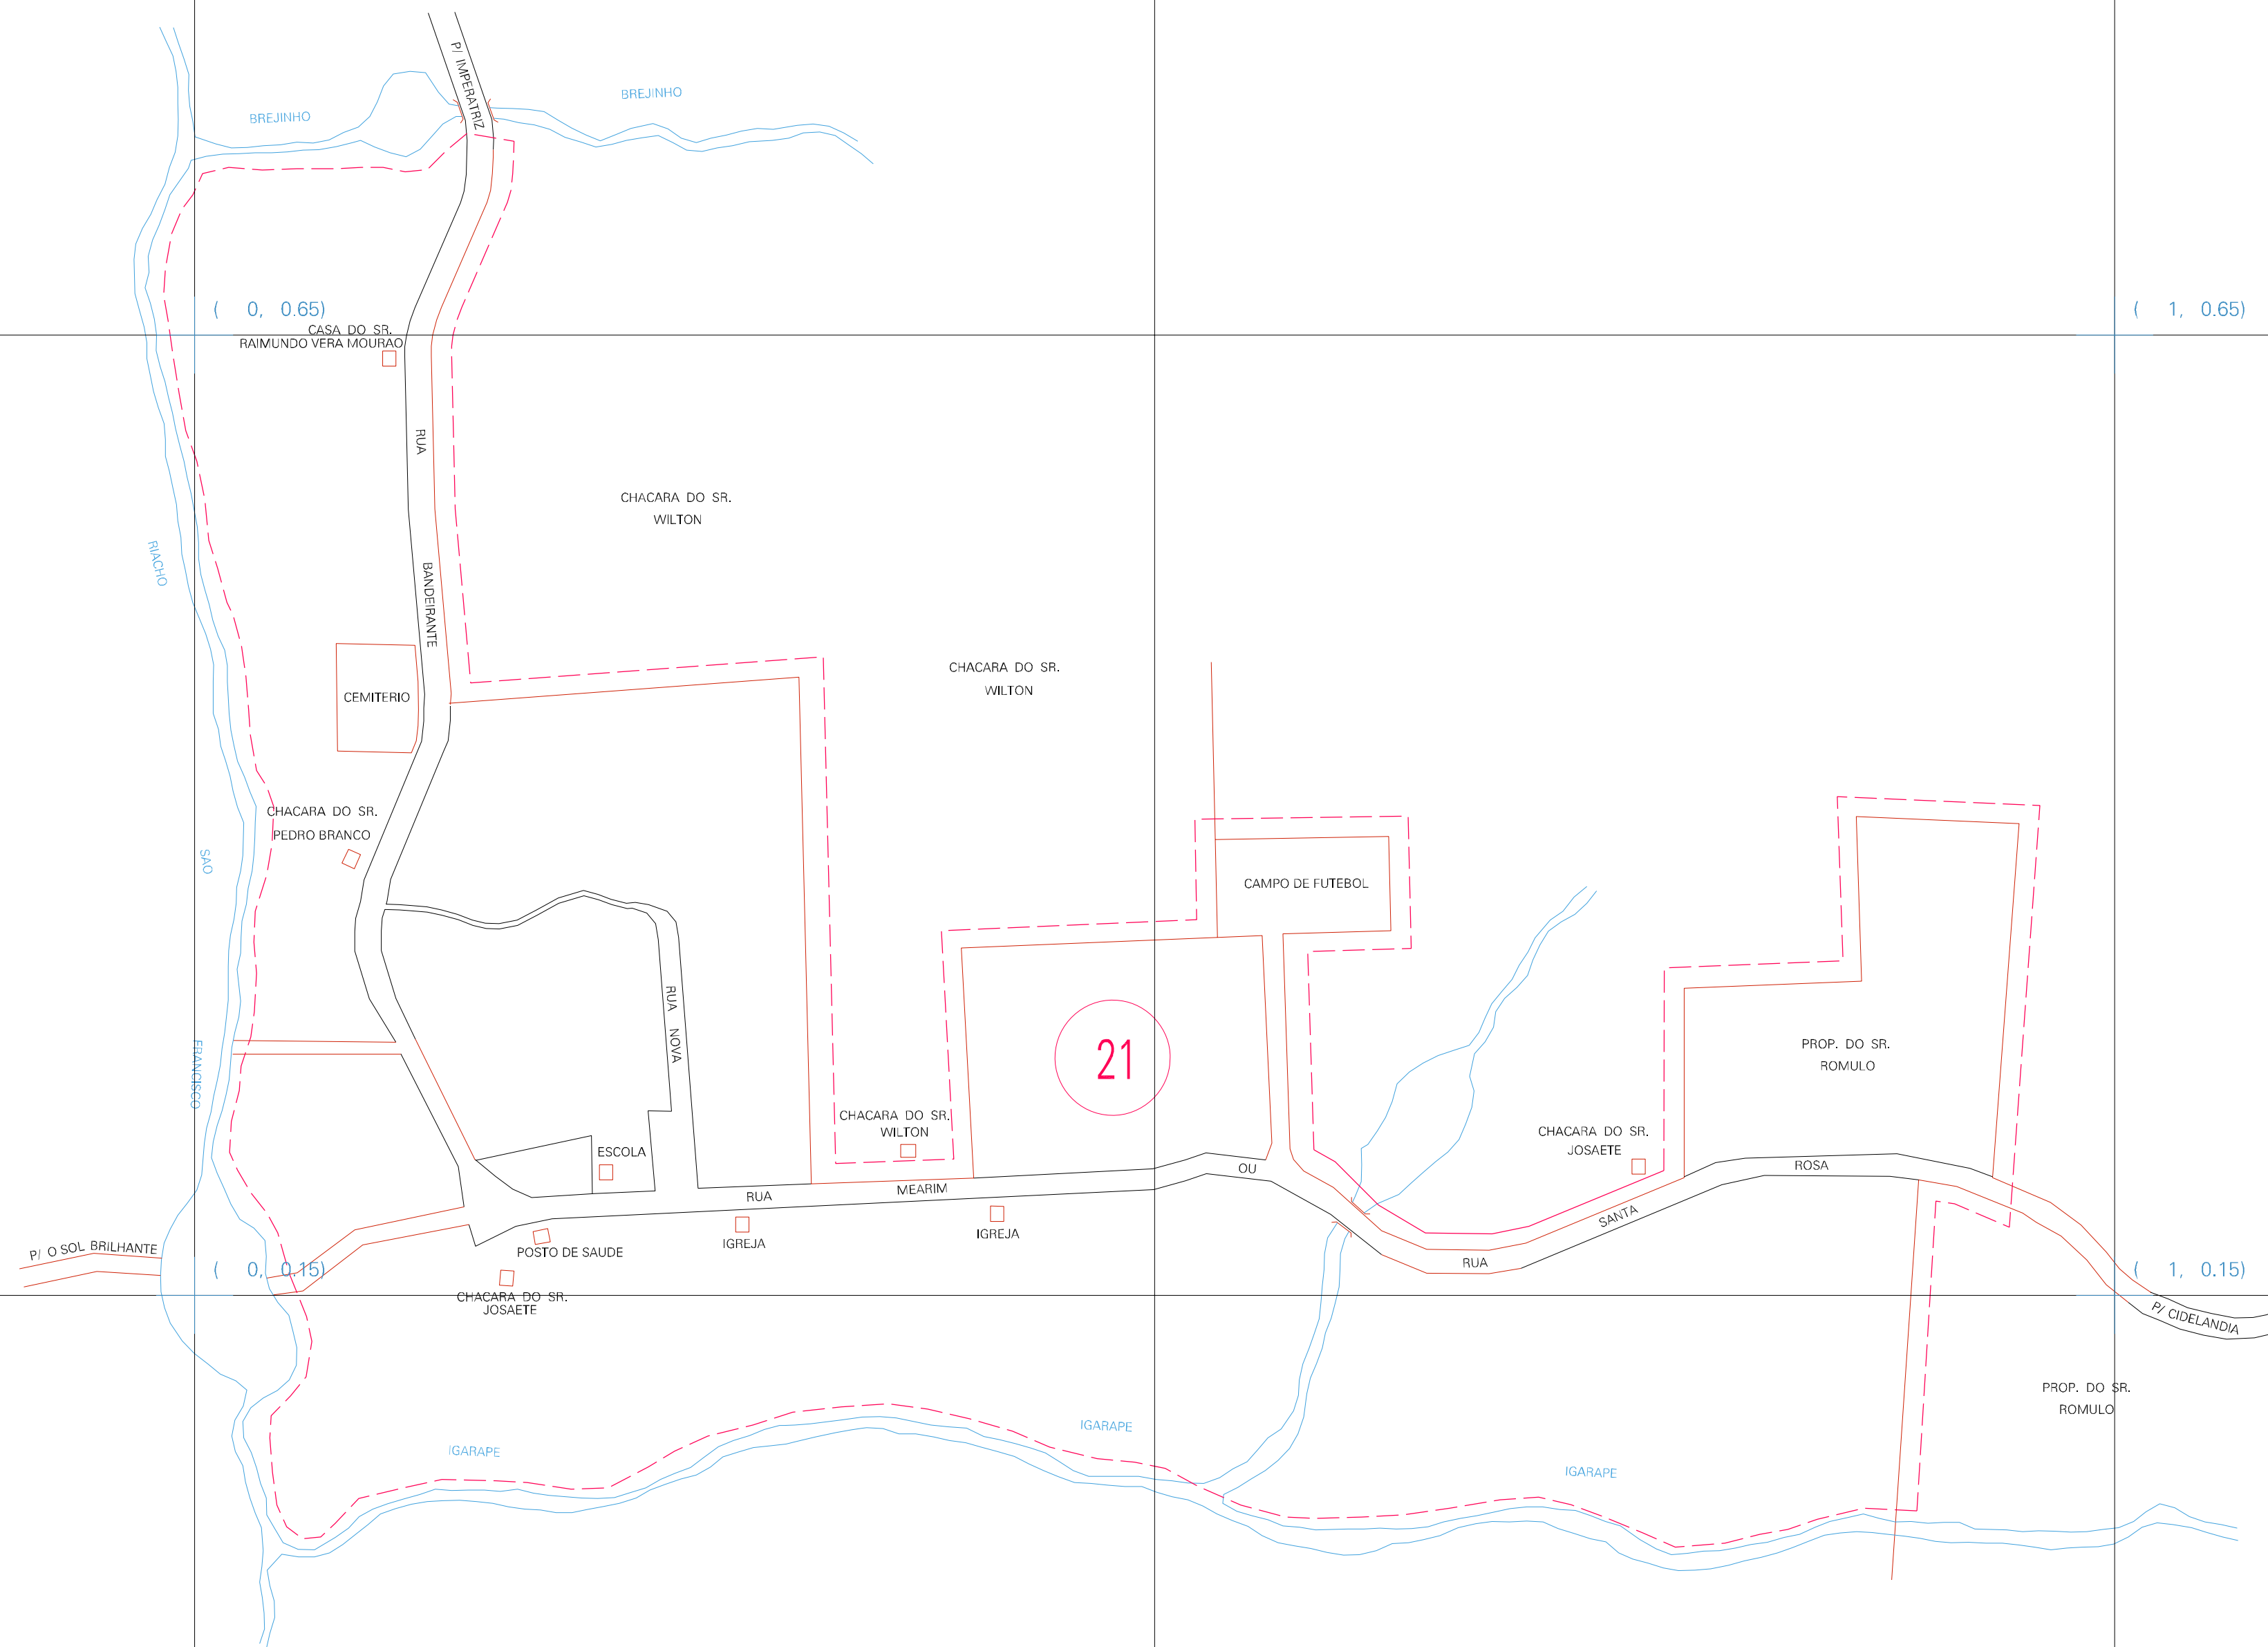 P/ IMPERATRIZ
BREJINHO
BREJINHO
( 0, 0.65)
( 1, 0.65)
CASA DO SR.
RAIMUNDO VERA MOURAO
RUA
BANDEIRANTE
CHACARA DO SR.
WILTON
RIACHO
SAO
FRANCISCO
CHACARA DO SR.
WILTON
CEMITERIO
CHACARA DO SR.
PEDRO BRANCO
CAMPO DE FUTEBOL
RUA NOVA
21
PROP. DO SR.
ROMULO
CHACARA DO SR.
WILTON
CHACARA DO SR.
JOSAETE
ESCOLA
RUA
MEARIM
OU
RUA
SANTA
ROSA
IGREJA
IGREJA
POSTO DE SAUDE
P/ O SOL BRILHANTE
( 0, 0.15)
( 1, 0.15)
CHACARA DO SR.
JOSAETE
P/ CIDELANDIA
PROP. DO SR.
ROMULO
IGARAPE
IGARAPE
IGARAPE